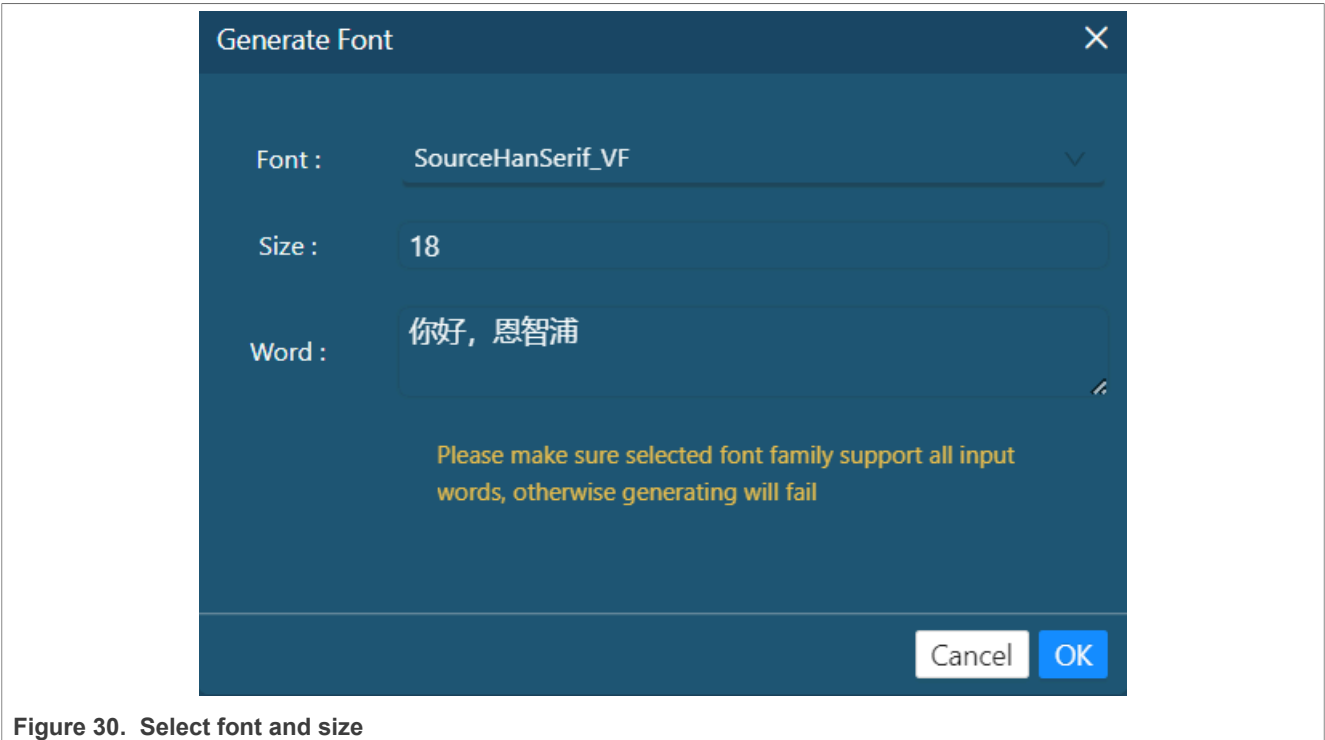 Generate Font
Font :
SourceHanSerif_VF
Size :
18
Word :
你好，恩智浦
Please make sure selected font family support all input
words, otherwise generating will fail
Cancel
OK
Figure 30. Select font and size